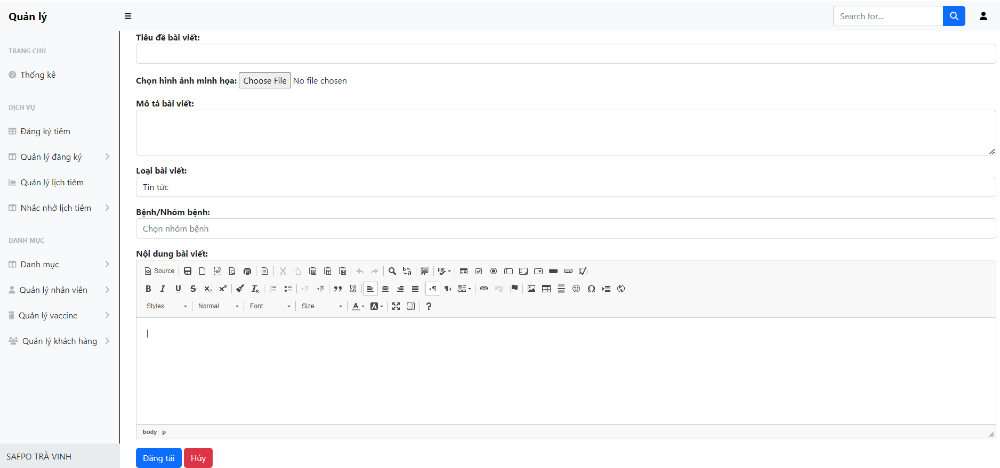 Quản lý
Search for...
TRANG CHỦ
Thống kê
DỊCH VỤ
Đăng ký tiêm
Quản lý đăng ký
Quản lý lịch tiêm
Nhắc nhở lịch tiêm
DANH MỤC
Danh mục
Quản lý nhân viên
Quản lý vaccine
Quản lý khách hàng
SAFPO TRÀ VINH
Tiêu đề bài viết:
Chọn hình ảnh minh họa: Choose File No file chosen
Mô tả bài viết:
Loại bài viết:
Tin tức
Bệnh/Nhóm bệnh:
Chọn nhóm bệnh
Nội dung bài viết:
Source
Styles Normal Font Size
body p
Đăng tải Hủy